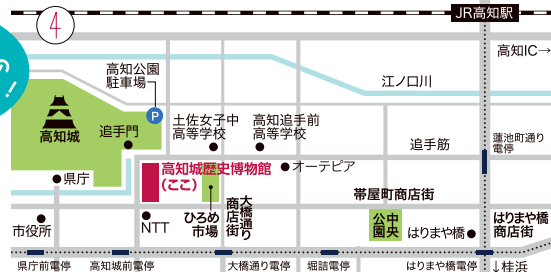 ④
JR高知駅
高知IC→
の!
高知公園
駐車場
P
江ノ口川
高知城
追手門
土佐女子中
高等学校
高知追手前
高等学校
追手筋
蓮池町通り
電停
県庁
高知城歴史博物館
(ここ)
オーテピア
帯屋町商店街
市役所
NTT
ひろめ
市場
大橋通り
商店街
中央
公園
はりまや橋
はりまや橋
商店街
県庁前電停
高知城前電停
大橋通り電停
堀詰電停
はりまや橋電停
↓桂浜